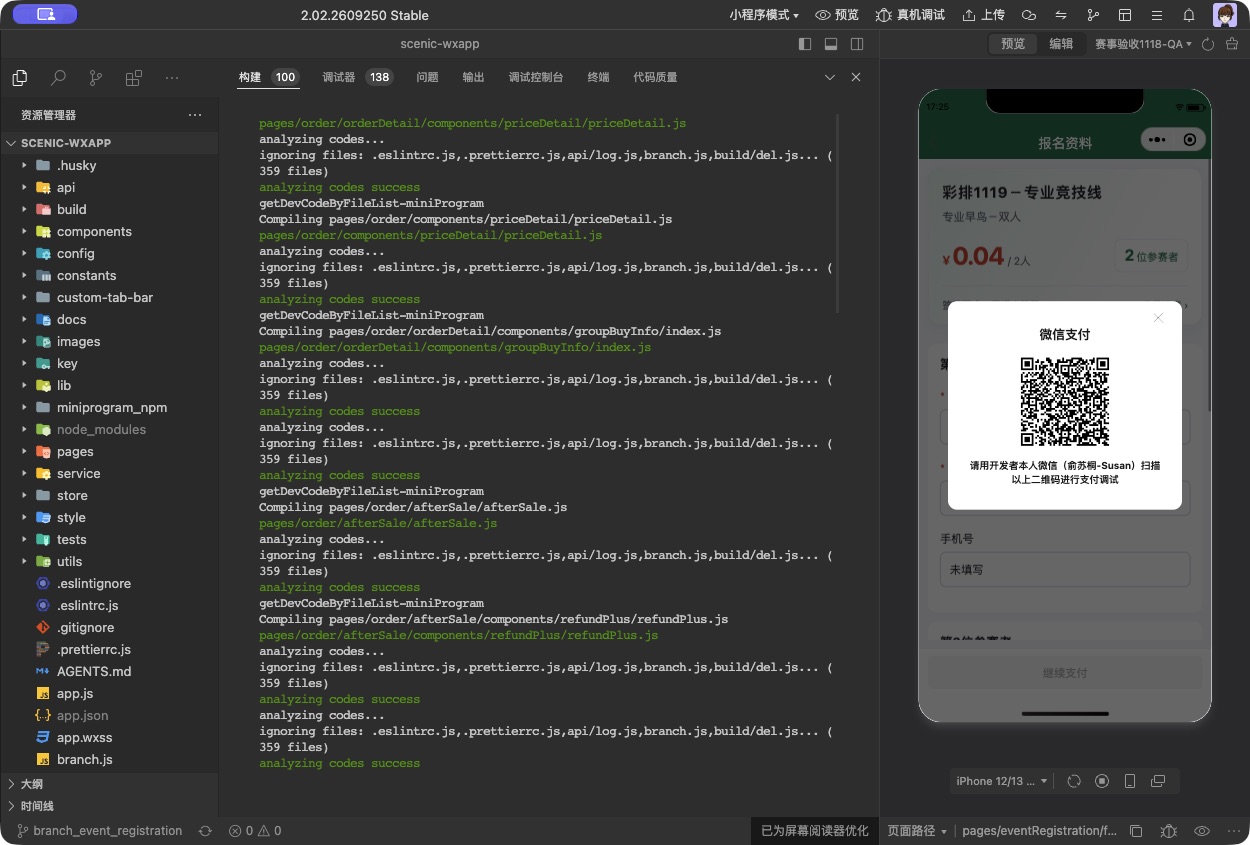 2.02.2609250 Stable
小程序模式
预览
真机调试
上传
scenic-wxapp
预览
编辑
赛事验收1118-QA
构建 100
调试器 138
问题
输出
调试控制台
终端
代码质量
资源管理器
SCENIC-WXAPP
.husky
api
build
components
config
constants
custom-tab-bar
docs
images
key
lib
miniprogram_npm
node_modules
pages
service
store
style
tests
utils
.eslintignore
.eslintrc.js
.gitignore
.prettierrc.js
AGENTS.md
app.js
app.json
app.wxss
branch.js
大纲
时间线
pages/order/orderDetail/components/priceDetail/priceDetail.js
analyzing codes...
ignoring files: .eslintrc.js,.prettierrc.js,api/log.js,branch.js,build/del.js... (
359 files)
analyzing codes success
getDevCodeByFileList-miniProgram
Compiling pages/order/components/priceDetail/priceDetail.js
pages/order/components/priceDetail/priceDetail.js
analyzing codes...
ignoring files: .eslintrc.js,.prettierrc.js,api/log.js,branch.js,build/del.js... (
359 files)
analyzing codes success
getDevCodeByFileList-miniProgram
Compiling pages/order/orderDetail/components/groupBuyInfo/index.js
pages/order/orderDetail/components/groupBuyInfo/index.js
analyzing codes...
ignoring files: .eslintrc.js,.prettierrc.js,api/log.js,branch.js,build/del.js... (
359 files)
analyzing codes success
analyzing codes...
ignoring files: .eslintrc.js,.prettierrc.js,api/log.js,branch.js,build/del.js... (
359 files)
analyzing codes success
getDevCodeByFileList-miniProgram
Compiling pages/order/afterSale/afterSale.js
pages/order/afterSale/afterSale.js
analyzing codes...
ignoring files: .eslintrc.js,.prettierrc.js,api/log.js,branch.js,build/del.js... (
359 files)
analyzing codes success
getDevCodeByFileList-miniProgram
Compiling pages/order/afterSale/components/refundPlus/refundPlus.js
pages/order/afterSale/components/refundPlus/refundPlus.js
analyzing codes...
ignoring files: .eslintrc.js,.prettierrc.js,api/log.js,branch.js,build/del.js... (
359 files)
analyzing codes success
analyzing codes...
ignoring files: .eslintrc.js,.prettierrc.js,api/log.js,branch.js,build/del.js... (
359 files)
analyzing codes success
17:25
报名资料
彩排1119－专业竞技线
专业早鸟－双人
¥0.04 / 2人
2位参赛者
微信支付
请用开发者本人微信（俞苏桐-Susan）扫描
以上二维码进行支付调试
手机号
未填写
继续支付
iPhone 12/13 ...
branch_event_registration
0
0
已为屏幕阅读器优化
页面路径
pages/eventRegistration/f...